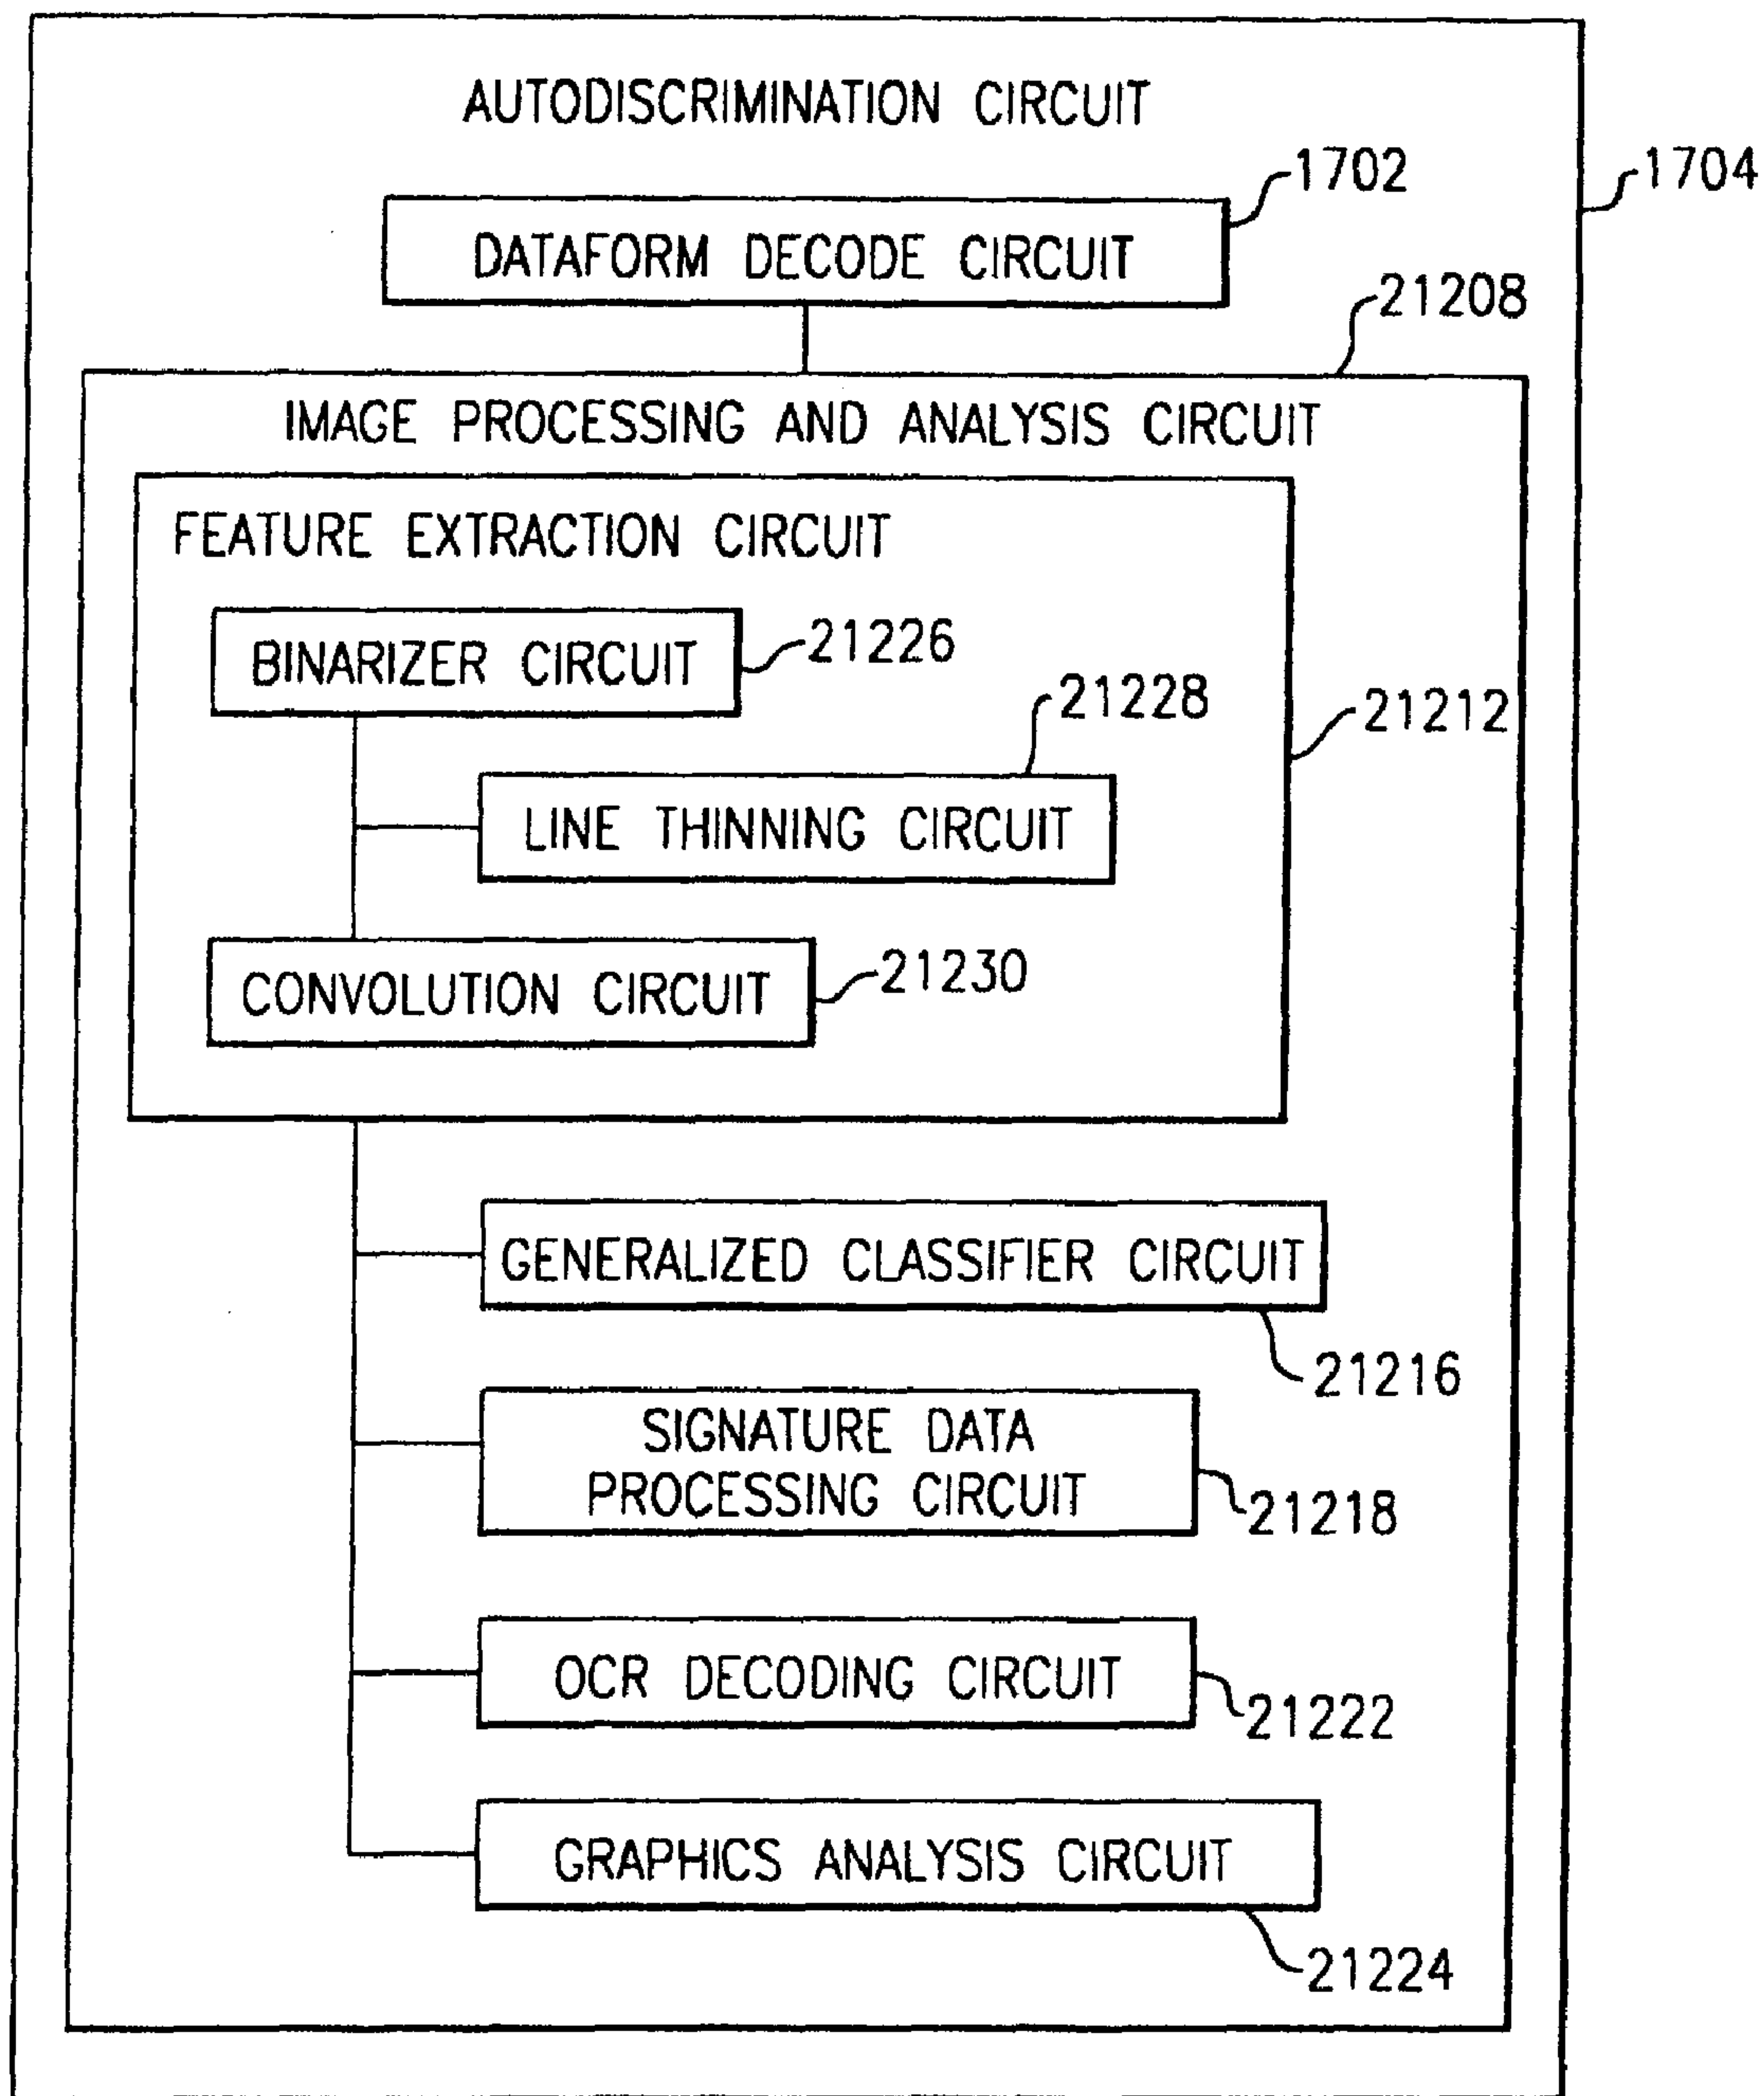 AUTODISCRIMINATION CIRCUIT
1702
1704
DATAFORM DECODE CIRCUIT
21208
IMAGE PROCESSING AND ANALYSIS CIRCUIT
FEATURE EXTRACTION CIRCUIT
BINARIZER CIRCUIT
21226
21228
21212
LINE THINNING CIRCUIT
CONVOLUTION CIRCUIT
21230
GENERALIZED CLASSIFIER CIRCUIT
21216
SIGNATURE DATA
PROCESSING CIRCUIT
21218
OCR DECODING CIRCUIT
21222
GRAPHICS ANALYSIS CIRCUIT
21224